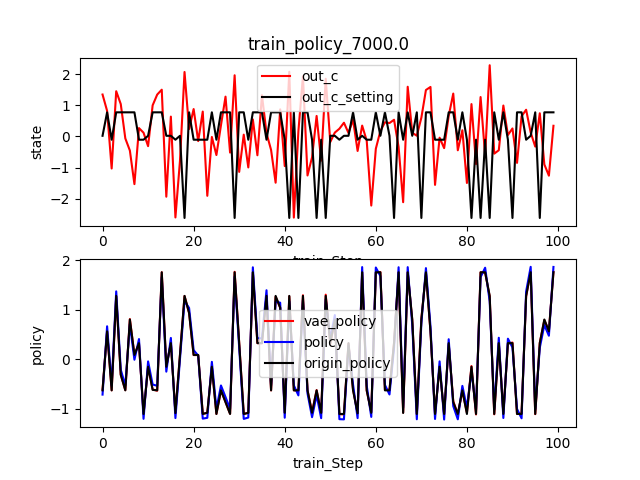 train_policy_7000.0
2
1
0
−1
−2
state
out_c
out_c_setting
0
20
40
60
80
100
train_Step
2
1
0
−1
policy
vae_policy
policy
origin_policy
0
20
40
60
80
100
train_Step